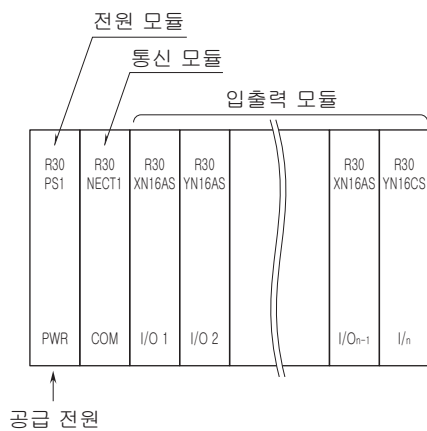 전원 모듈
통신 모듈
입출력 모듈
R30 PS1
R30 NECT1
R30 XN16AS
R30 YN16AS
R30 XN16AS
R30 YN16CS
PWR
COM
I/O 1
I/O 2
I/On-1
I/n
공급 전원